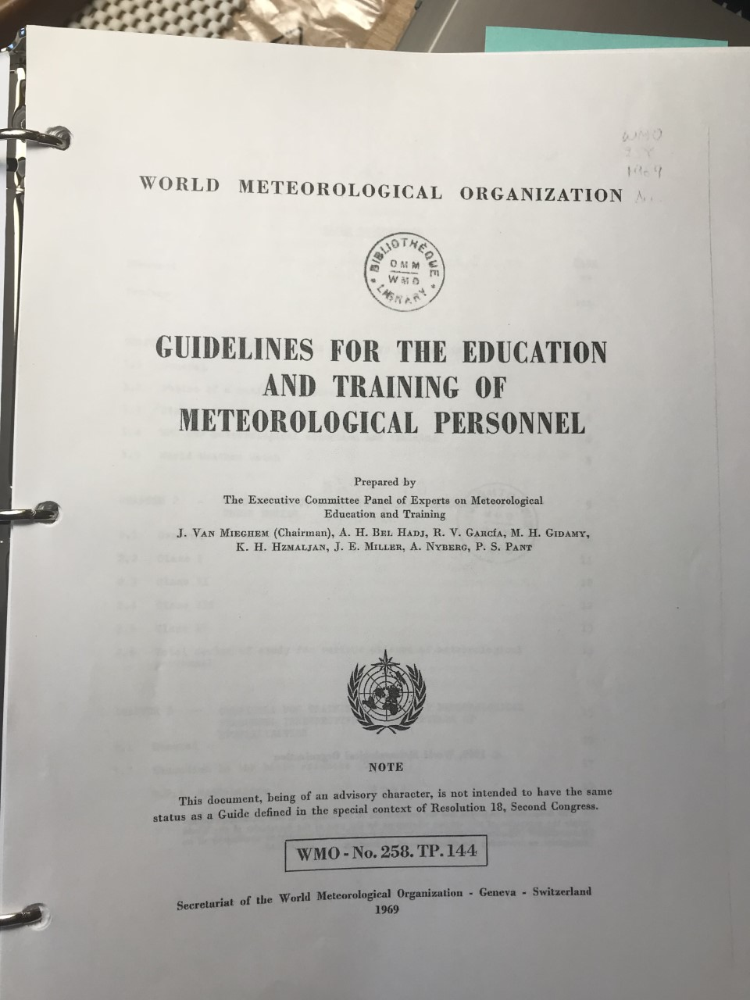 WMO
1969
WORLD METEOROLOGICAL ORGANIZATION
BIBLIOTHÈQUE
OMM
WMO
LIBRARY
GUIDELINES FOR THE EDUCATION
AND TRAINING OF
METEOROLOGICAL PERSONNEL
Prepared by
The Executive Committee Panel of Experts on Meteorological
Education and Training
J. VAN MIEGHEM (Chairman), A. H. BEL HADJ, R. V. GARCÍA, M. H. GIDAMY,
K. H. HZMALJAN, J. E. MILLER, A. NYBERG, P. S. PANT
NOTE
This document, being of an advisory character, is not intended to have the same
status as a Guide defined in the special context of Resolution 18, Second Congress.
WMO - No. 258. TP. 144
Secretariat of the World Meteorological Organization - Geneva - Switzerland
1969